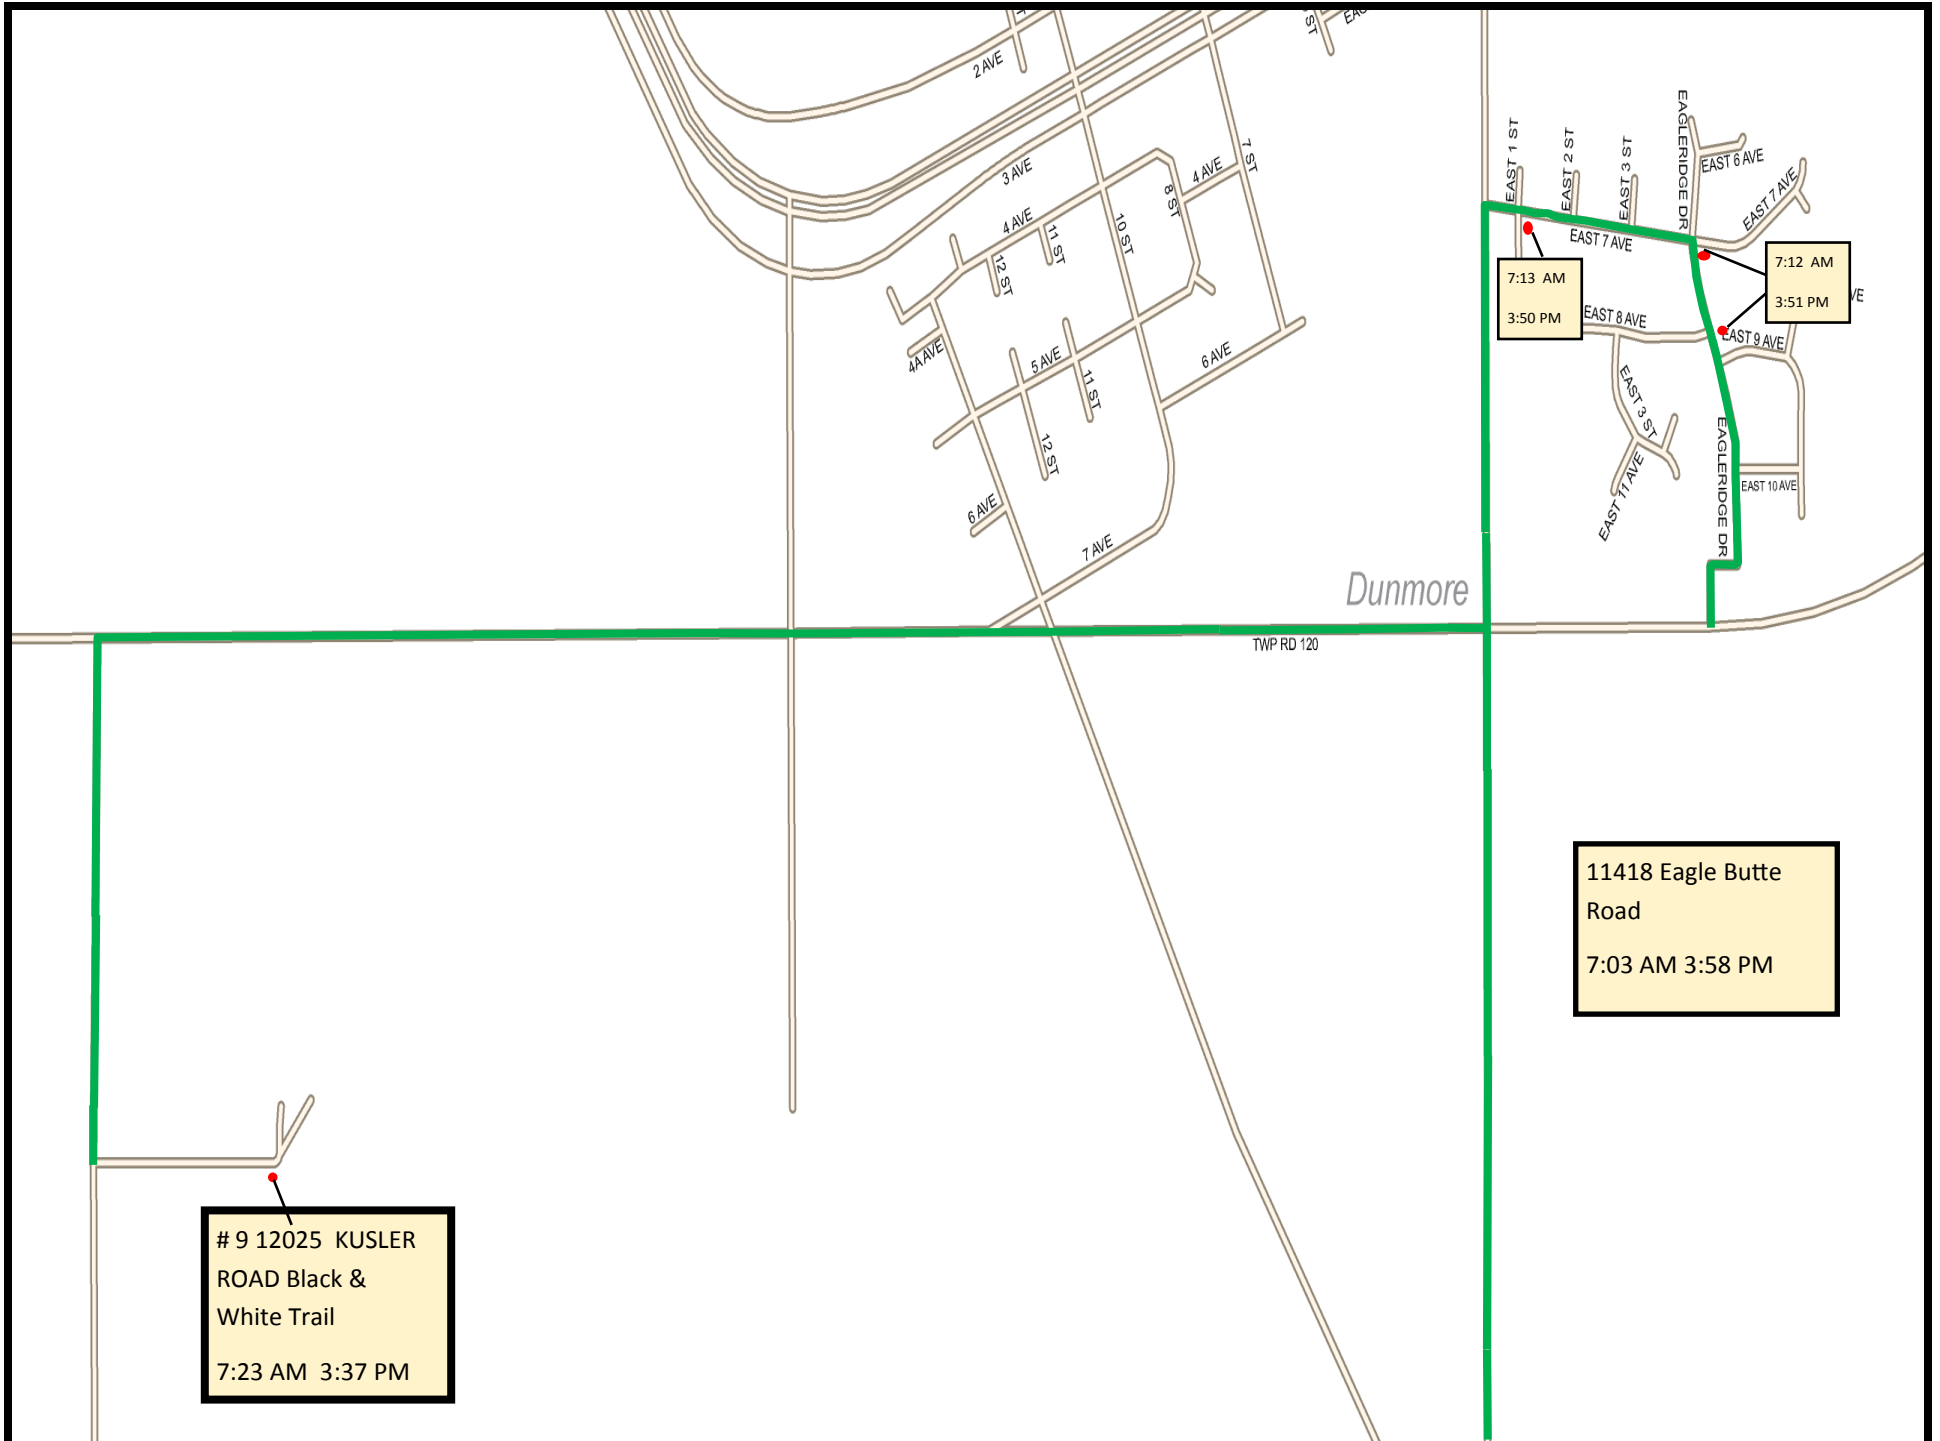 2 AVE
3 AVE
4 AVE
4 AVE
7 ST
8 ST
10 ST
11 ST
12 ST
4A AVE
5 AVE
11 ST
12 ST
6 AVE
6 AVE
7 AVE
EAST 1 ST
EAST 2 ST
EAST 3 ST
EAGLERIDGE DR
EAST 6 AVE
EAST 7 AVE
EAST 7 AVE
7:13 AM
3:50 PM
7:12 AM
3:51 PM
EAST 8 AVE
EAST 9 AVE
EAST 3 ST
EAST 11 AVE
EAGLERIDGE DR
EAST 10 AVE
Dunmore
TWP RD 120
11418 Eagle Butte
Road
7:03 AM 3:58 PM
# 9 12025 KUSLER
ROAD Black &
White Trail
7:23 AM 3:37 PM